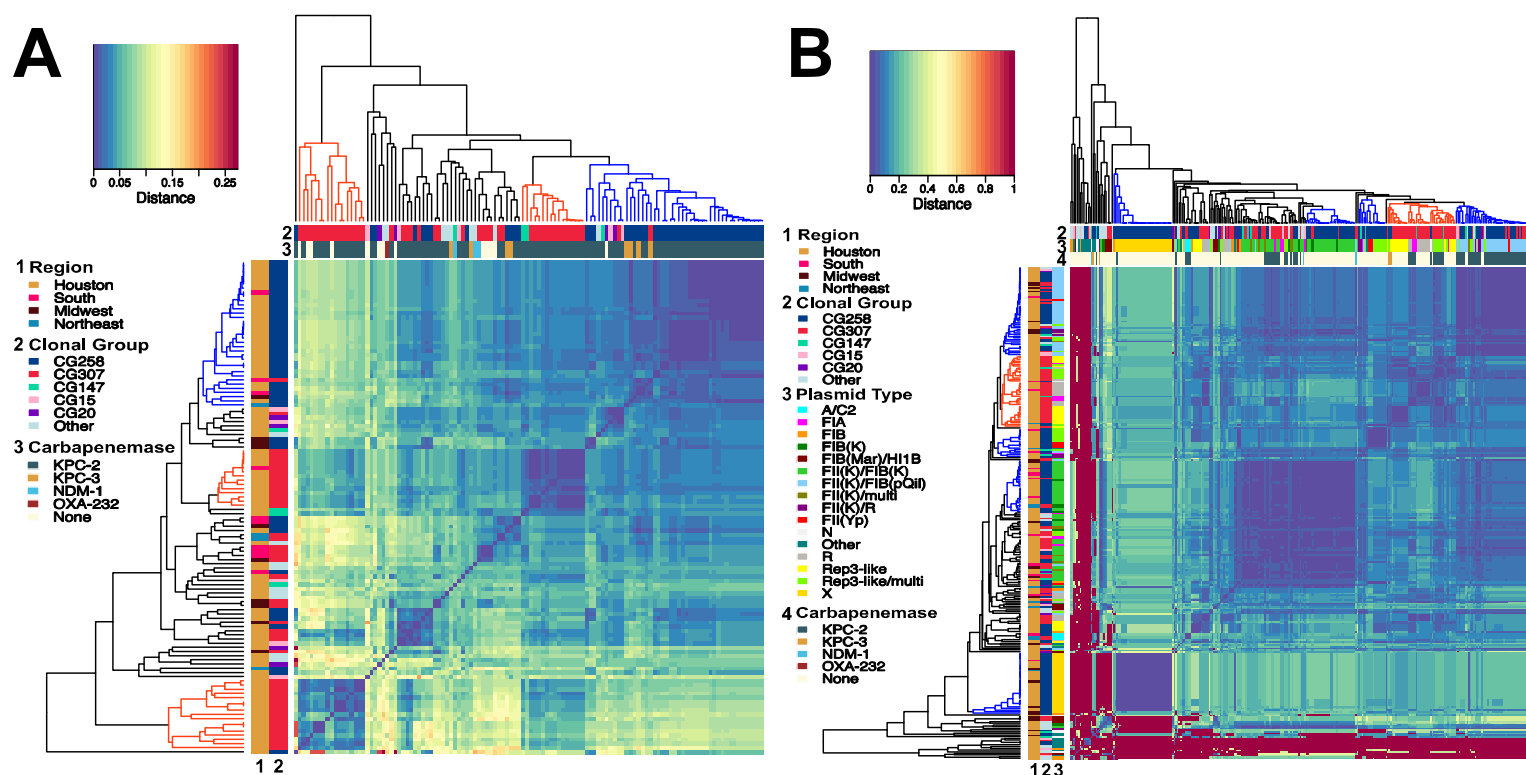 A
0 0.05 0.15 0.25
Distance
2
3
1 Region
Houston
South
Midwest
Northeast
2 Clonal Group
CG258
CG307
CG147
CG15
CG20
Other
3 Carbapenemase
KPC-2
KPC-3
NDM-1
OXA-232
None
1 2
B
0 0.2 0.4 0.6 0.8 1
Distance
2
3
4
1 Region
Houston
South
Midwest
Northeast
2 Clonal Group
CG258
CG307
CG147
CG15
CG20
Other
3 Plasmid Type
A/C2
FIA
FIB
FIB(K)
FIB(Mar)/HI1B
FII(K)/FIB(K)
FII(K)/FIB(pQil)
FII(K)/multi
FII(K)/R
FII(Yp)
N
Other
R
Rep3-like
Rep3-like/multi
X
4 Carbapenemase
KPC-2
KPC-3
NDM-1
OXA-232
None
1 2 3